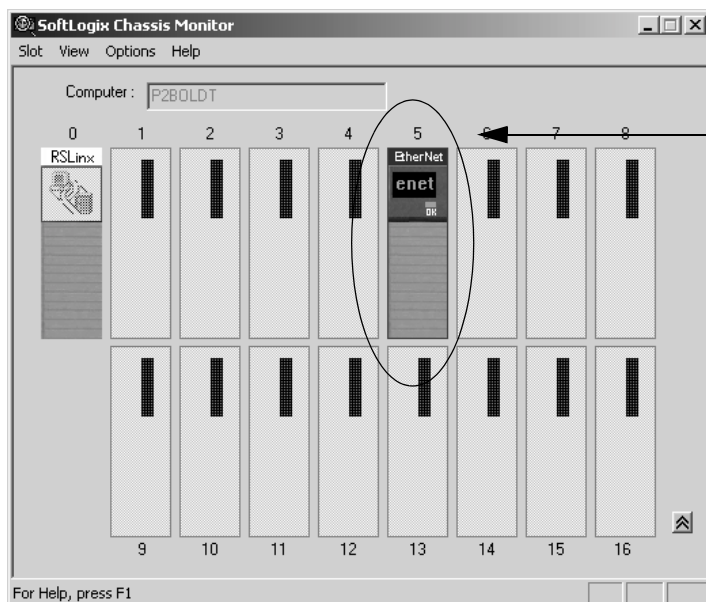 SoftLogix Chassis Monitor
Slot View Options Help
Computer : P2BOLDT
0 1 2 3 4 5 6 7 8
RSLinx
EtherNet
enet
OK
9 10 11 12 13 14 15 16
For Help, press F1